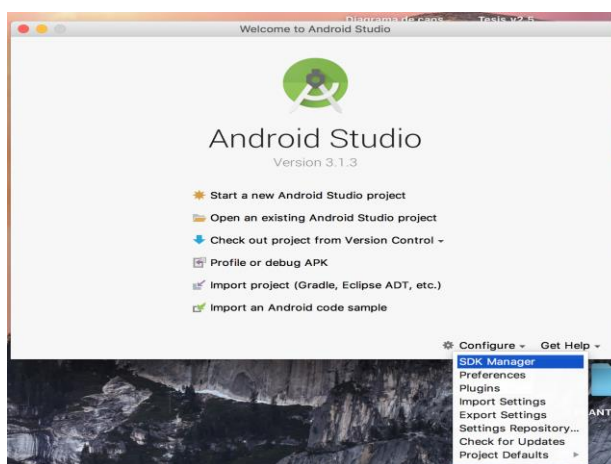 Diagrama de caps
Tesis v2.5
Welcome to Android Studio
Android Studio
Version 3.1.3
Start a new Android Studio project
Open an existing Android Studio project
Check out project from Version Control
Profile or debug APK
Import project (Gradle, Eclipse ADT, etc.)
Import an Android code sample
Configure
Get Help
SDK Manager
Preferences
Plugins
Import Settings
Export Settings
Settings Repository...
Check for Updates
Project Defaults